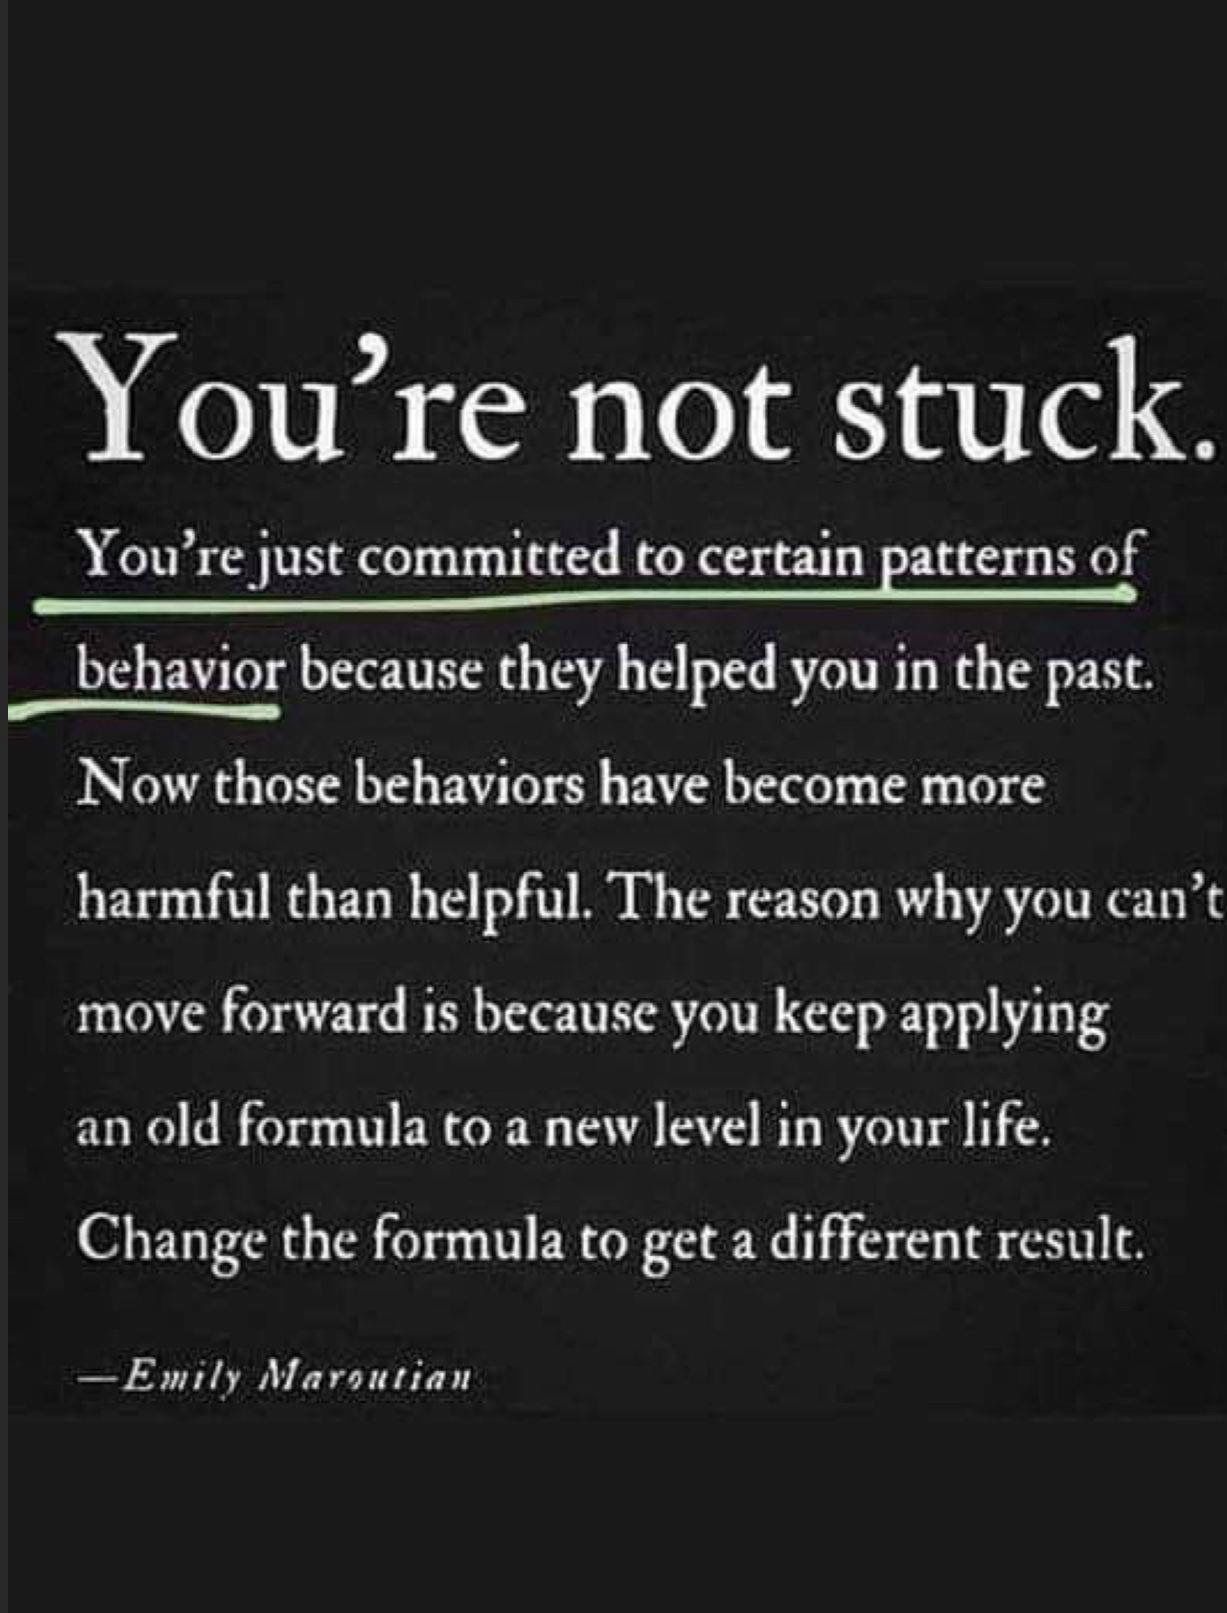 You're not stuck.
You're just committed to certain patterns of
behavior because they helped you in the past.
Now those behaviors have become more
harmful than helpful. The reason why you can't
move forward is because you keep applying
an old formula to a new level in your life.
Change the formula to get a different result.
—Emily Maroutian